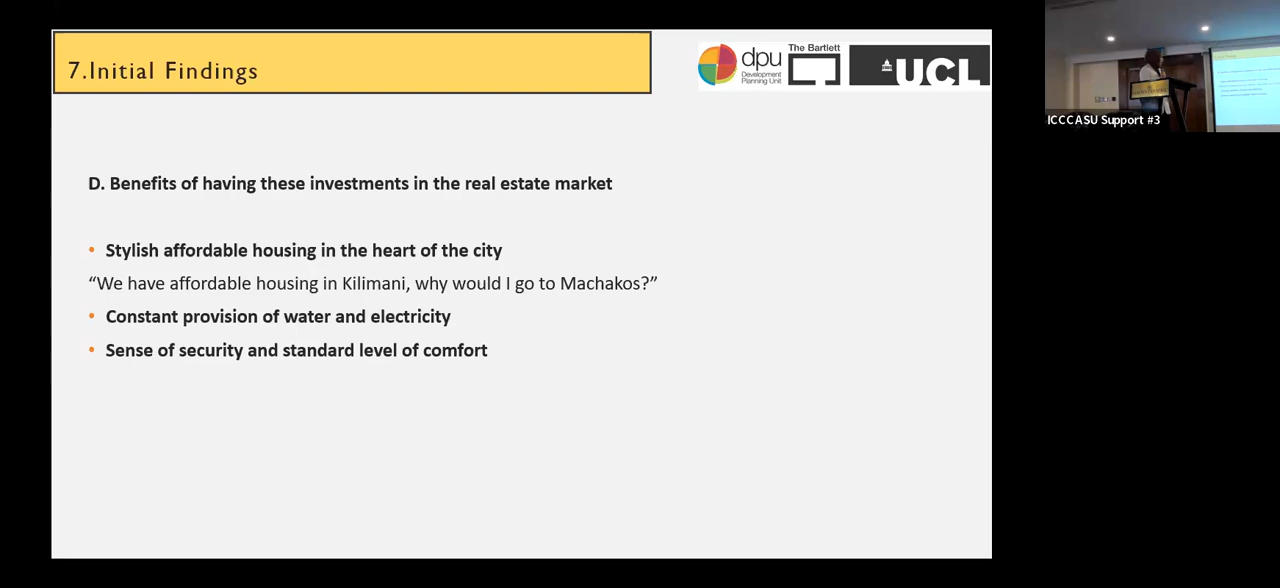 7.Initial Findings
dpu
Development
Planning Unit
The Bartlett
UCL
ICCCASU Support #3
D. Benefits of having these investments in the real estate market
• Stylish affordable housing in the heart of the city
“We have affordable housing in Kilimani, why would I go to Machakos?”
• Constant provision of water and electricity
• Sense of security and standard level of comfort